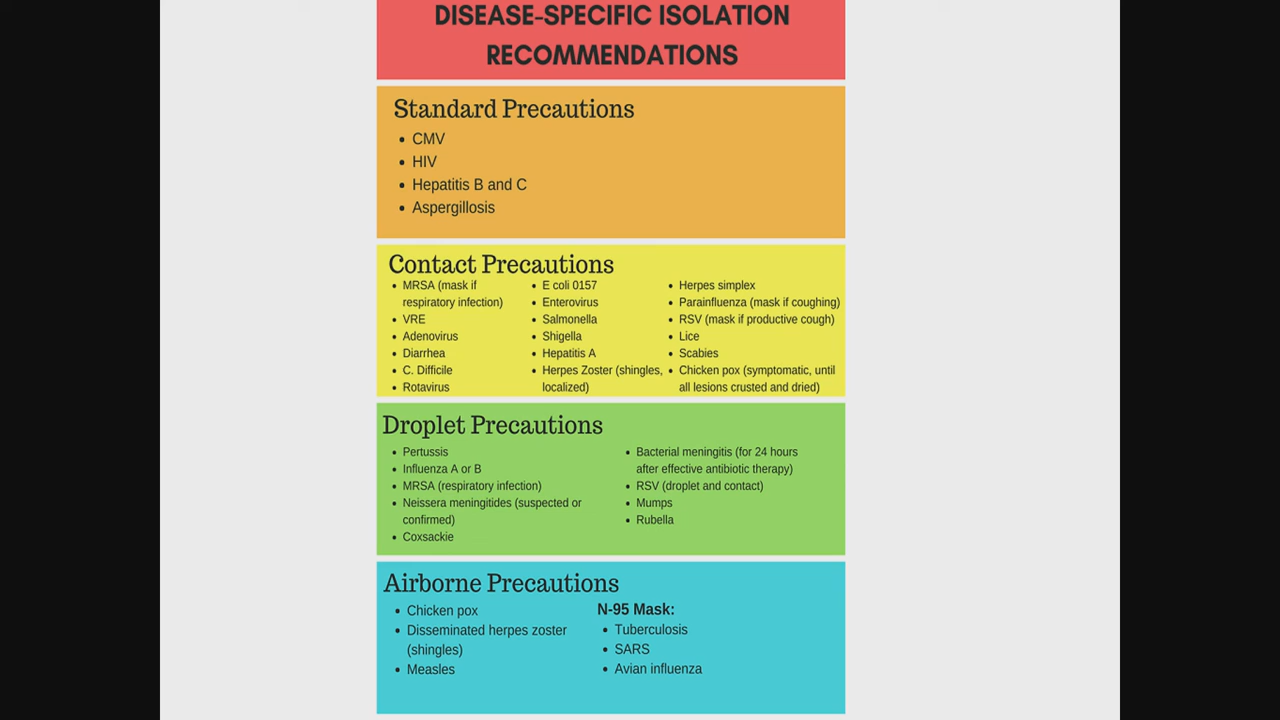 DISEASE-SPECIFIC ISOLATION
RECOMMENDATIONS
Standard Precautions
• CMV
• HIV
• Hepatitis B and C
• Aspergillosis
Contact Precautions
• MRSA (mask if
respiratory infection)
• VRE
• Adenovirus
• Diarrhea
• C. Difficile
• Rotavirus
• E coli 0157
• Enterovirus
• Salmonella
• Shigella
• Hepatitis A
• Herpes Zoster (shingles,
localized)
• Herpes simplex
• Parainfluenza (mask if coughing)
• RSV (mask if productive cough)
• Lice
• Scabies
• Chicken pox (symptomatic, until
all lesions crusted and dried)
Droplet Precautions
• Pertussis
• Influenza A or B
• MRSA (respiratory infection)
• Neissera meningitides (suspected or
confirmed)
• Coxsackie
• Bacterial meningitis (for 24 hours
after effective antibiotic therapy)
• RSV (droplet and contact)
• Mumps
• Rubella
Airborne Precautions
• Chicken pox
• Disseminated herpes zoster
(shingles)
• Measles
N-95 Mask:
• Tuberculosis
• SARS
• Avian influenza